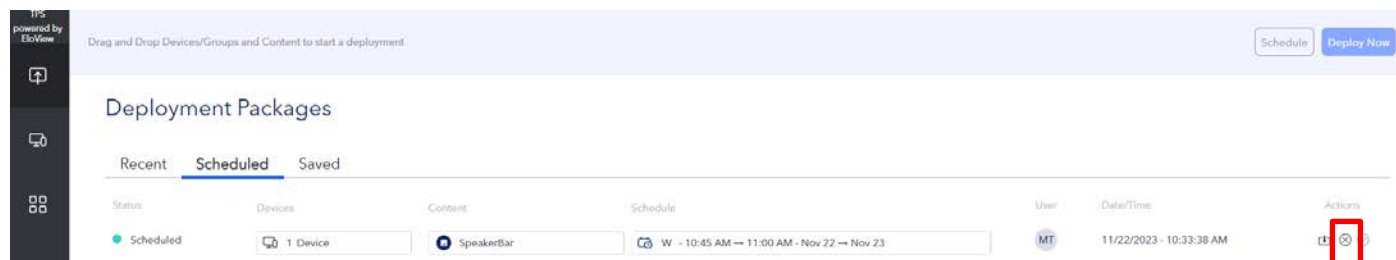 TPS
powered by
EloView
Drag and Drop Devices/Groups and Content to start a deployment
Schedule Deploy Now
Deployment Packages
Recent Scheduled Saved
Status Devices Content Schedule User Date/Time Actions
Scheduled 1 Device SpeakerBar W - 10:45 AM → 11:00 AM - Nov 22 → Nov 23 MT 11/22/2023 - 10:33:38 AM